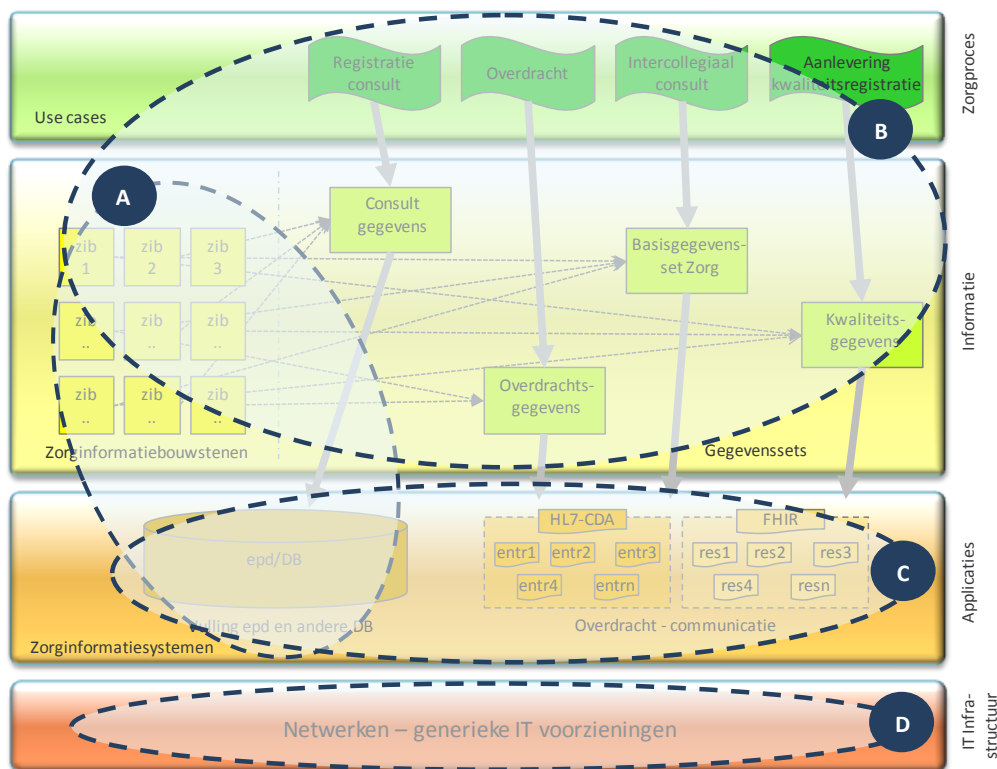 Registratie
consult
Overdracht
Intercollegiaal
consult
Aanlevering
kwaliteitsregistratie
Use cases
B
Zorgproces
A
zib
1
zib
2
zib
3
zib
..
zib
..
zib
..
zib
..
zib
..
zib
..
Zorginformatiebouwstenen
Consult
gegevens
Basisgegevens-
set Zorg
Kwaliteits-
gegevens
Overdrachts-
gegevens
Gegevenssets
Informatie
epd/DB
Vulling epd en andere DB
Zorginformatiesystemen
HL7-CDA
entr1
entr2
entr3
entr4
entrn
FHIR
res1
res2
res3
res4
resn
Overdracht - communicatie
C
Applicaties
Netwerken – generieke IT voorzieningen
D
IT Infra-
structuur